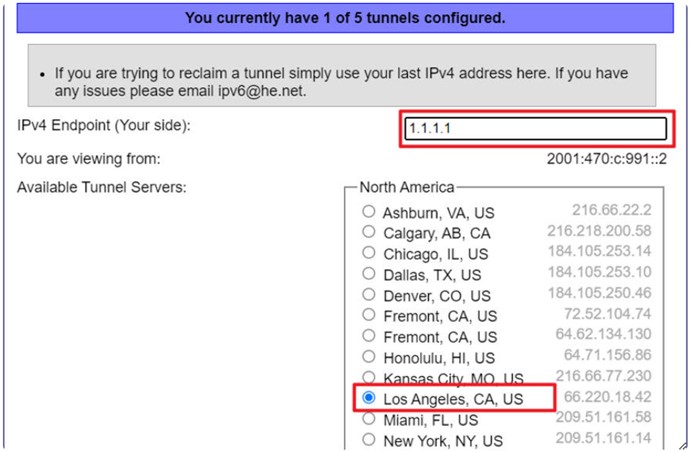 You currently have 1 of 5 tunnels configured.
• If you are trying to reclaim a tunnel simply use your last IPv4 address here. If you have
any issues please email ipv6@he.net.
IPv4 Endpoint (Your side): 1.1.1.1
You are viewing from: 2001:470:c:991::2
Available Tunnel Servers:
North America
Ashburn, VA, US 216.66.22.2
Calgary, AB, CA 216.218.200.58
Chicago, IL, US 184.105.253.14
Dallas, TX, US 184.105.253.10
Denver, CO, US 184.105.250.46
Fremont, CA, US 72.52.104.74
Fremont, CA, US 64.62.134.130
Honolulu, HI, US 64.71.156.86
Kansas City, MO, US 216.66.77.230
Los Angeles, CA, US 66.220.18.42
Miami, FL, US 209.51.161.58
New York, NY, US 209.51.161.14